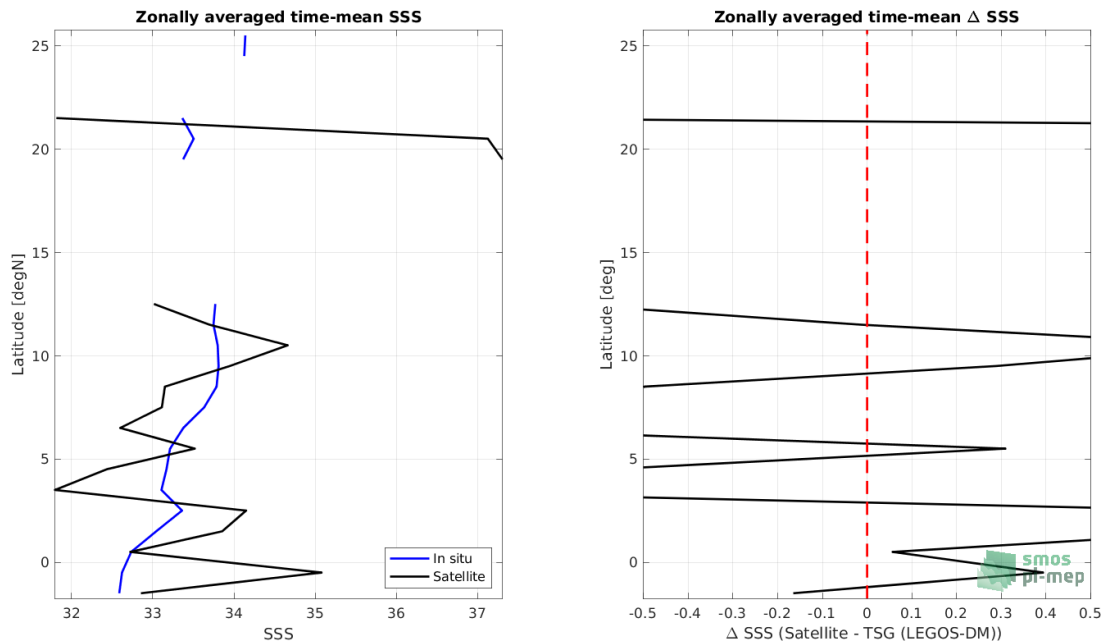 Zonally averaged time-mean SSS
25
20
15
10
5
0
Latitude [degN]
32
33
34
35
36
37
SSS
In situ
Satellite
Zonally averaged time-mean Δ SSS
25
20
15
10
5
0
Latitude [deg]
-0.5
-0.4
-0.3
-0.2
-0.1
0
0.1
0.2
0.3
0.4
0.5
Δ SSS (Satellite - TSG (LEGOS-DM))
smos
pi-mep